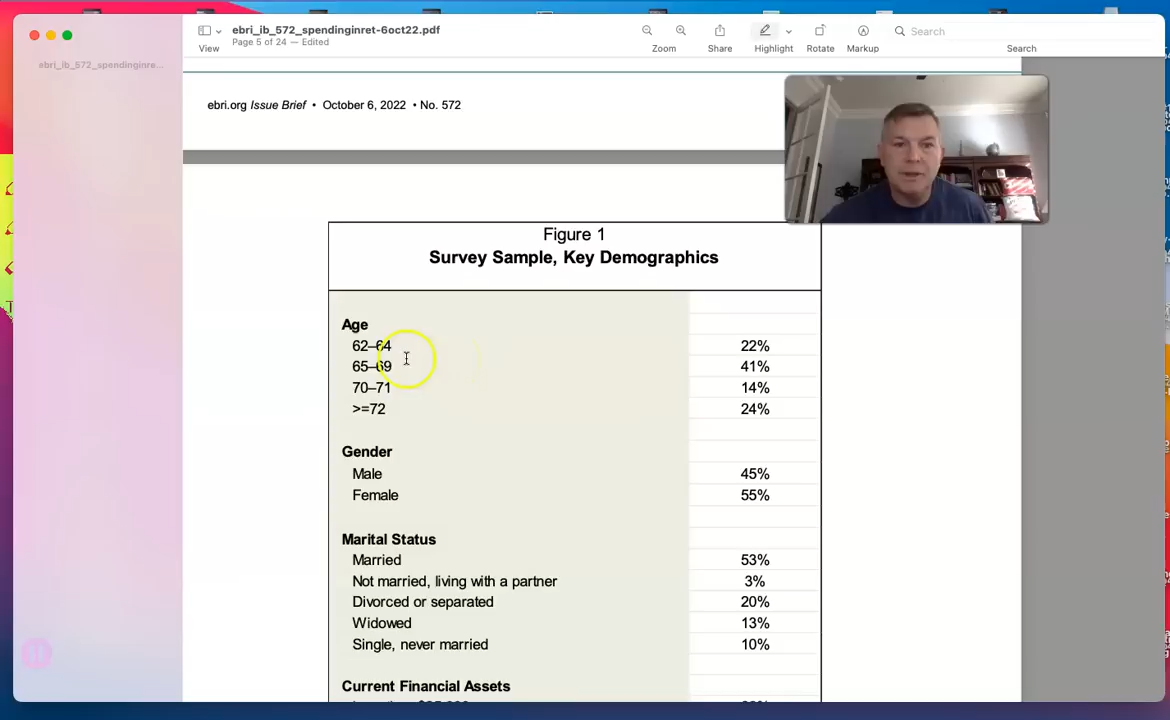 ebri_ib_572_spendinginret-6oct22.pdf
Page 5 of 24 — Edited
View
Zoom
Share
Highlight
Rotate
Markup
Search
Search
ebri_ib_572_spendinginre...
ebri.org Issue Brief • October 6, 2022 • No. 572
Figure 1
Survey Sample, Key Demographics
Age
62–64 22%
65–69 41%
70–71 14%
>=72 24%
Gender
Male 45%
Female 55%
Marital Status
Married 53%
Not married, living with a partner 3%
Divorced or separated 20%
Widowed 13%
Single, never married 10%
Current Financial Assets